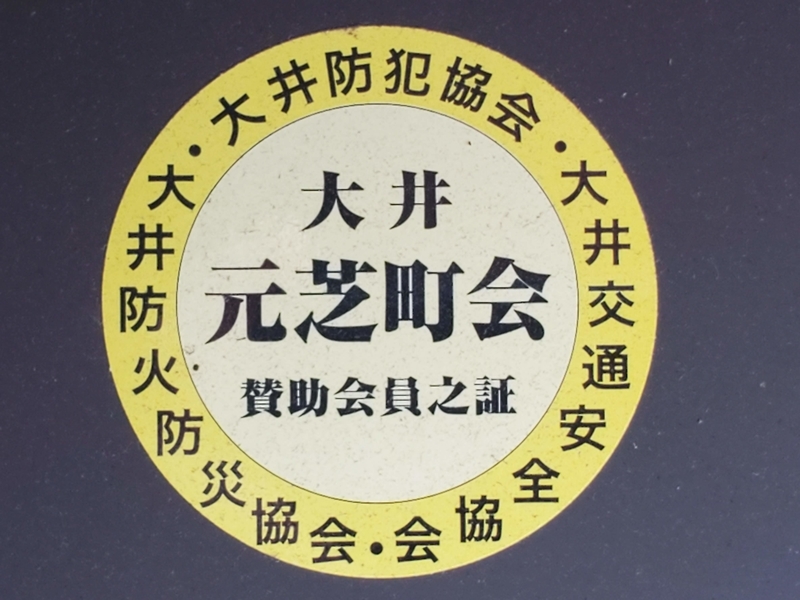 大井防犯協会
大井交通安全協会
大井防火防災協会
大井
元芝町会
賛助会員之証